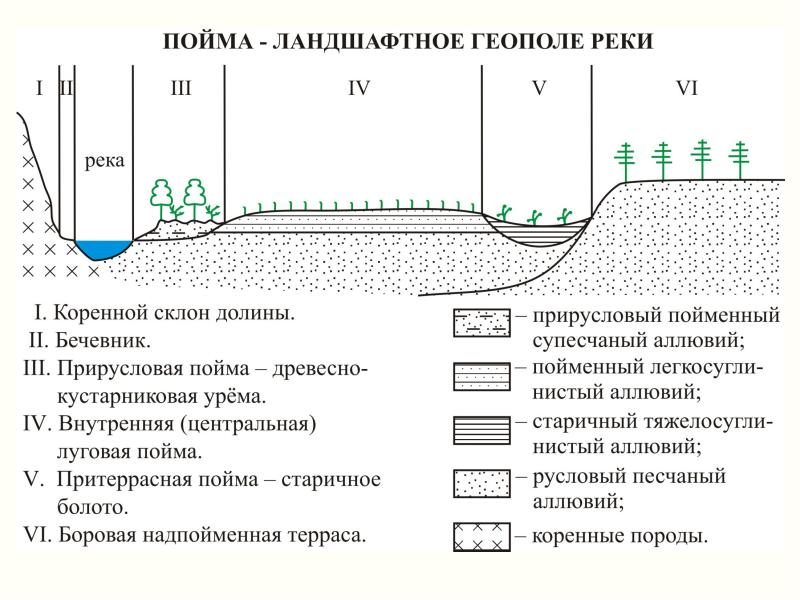 ПОЙМА - ЛАНДШАФТНОЕ ГЕОПОЛЕ РЕКИ
I II III IV V VI
река
I. Коренной склон долины.
II. Бечевник.
III. Прирусловая пойма – древесно-
кустарниковая урёма.
IV. Внутренняя (центральная)
луговая пойма.
V. Притеррасная пойма – старичное
болото.
VI. Боровая надпойменная терраса.
– прирусловый пойменный
супесчаный аллювий;
– пойменный легкосугли-
нистый аллювий;
– старичный тяжелосугли-
нистый аллювий;
– русловый песчаный
аллювий;
– коренные породы.